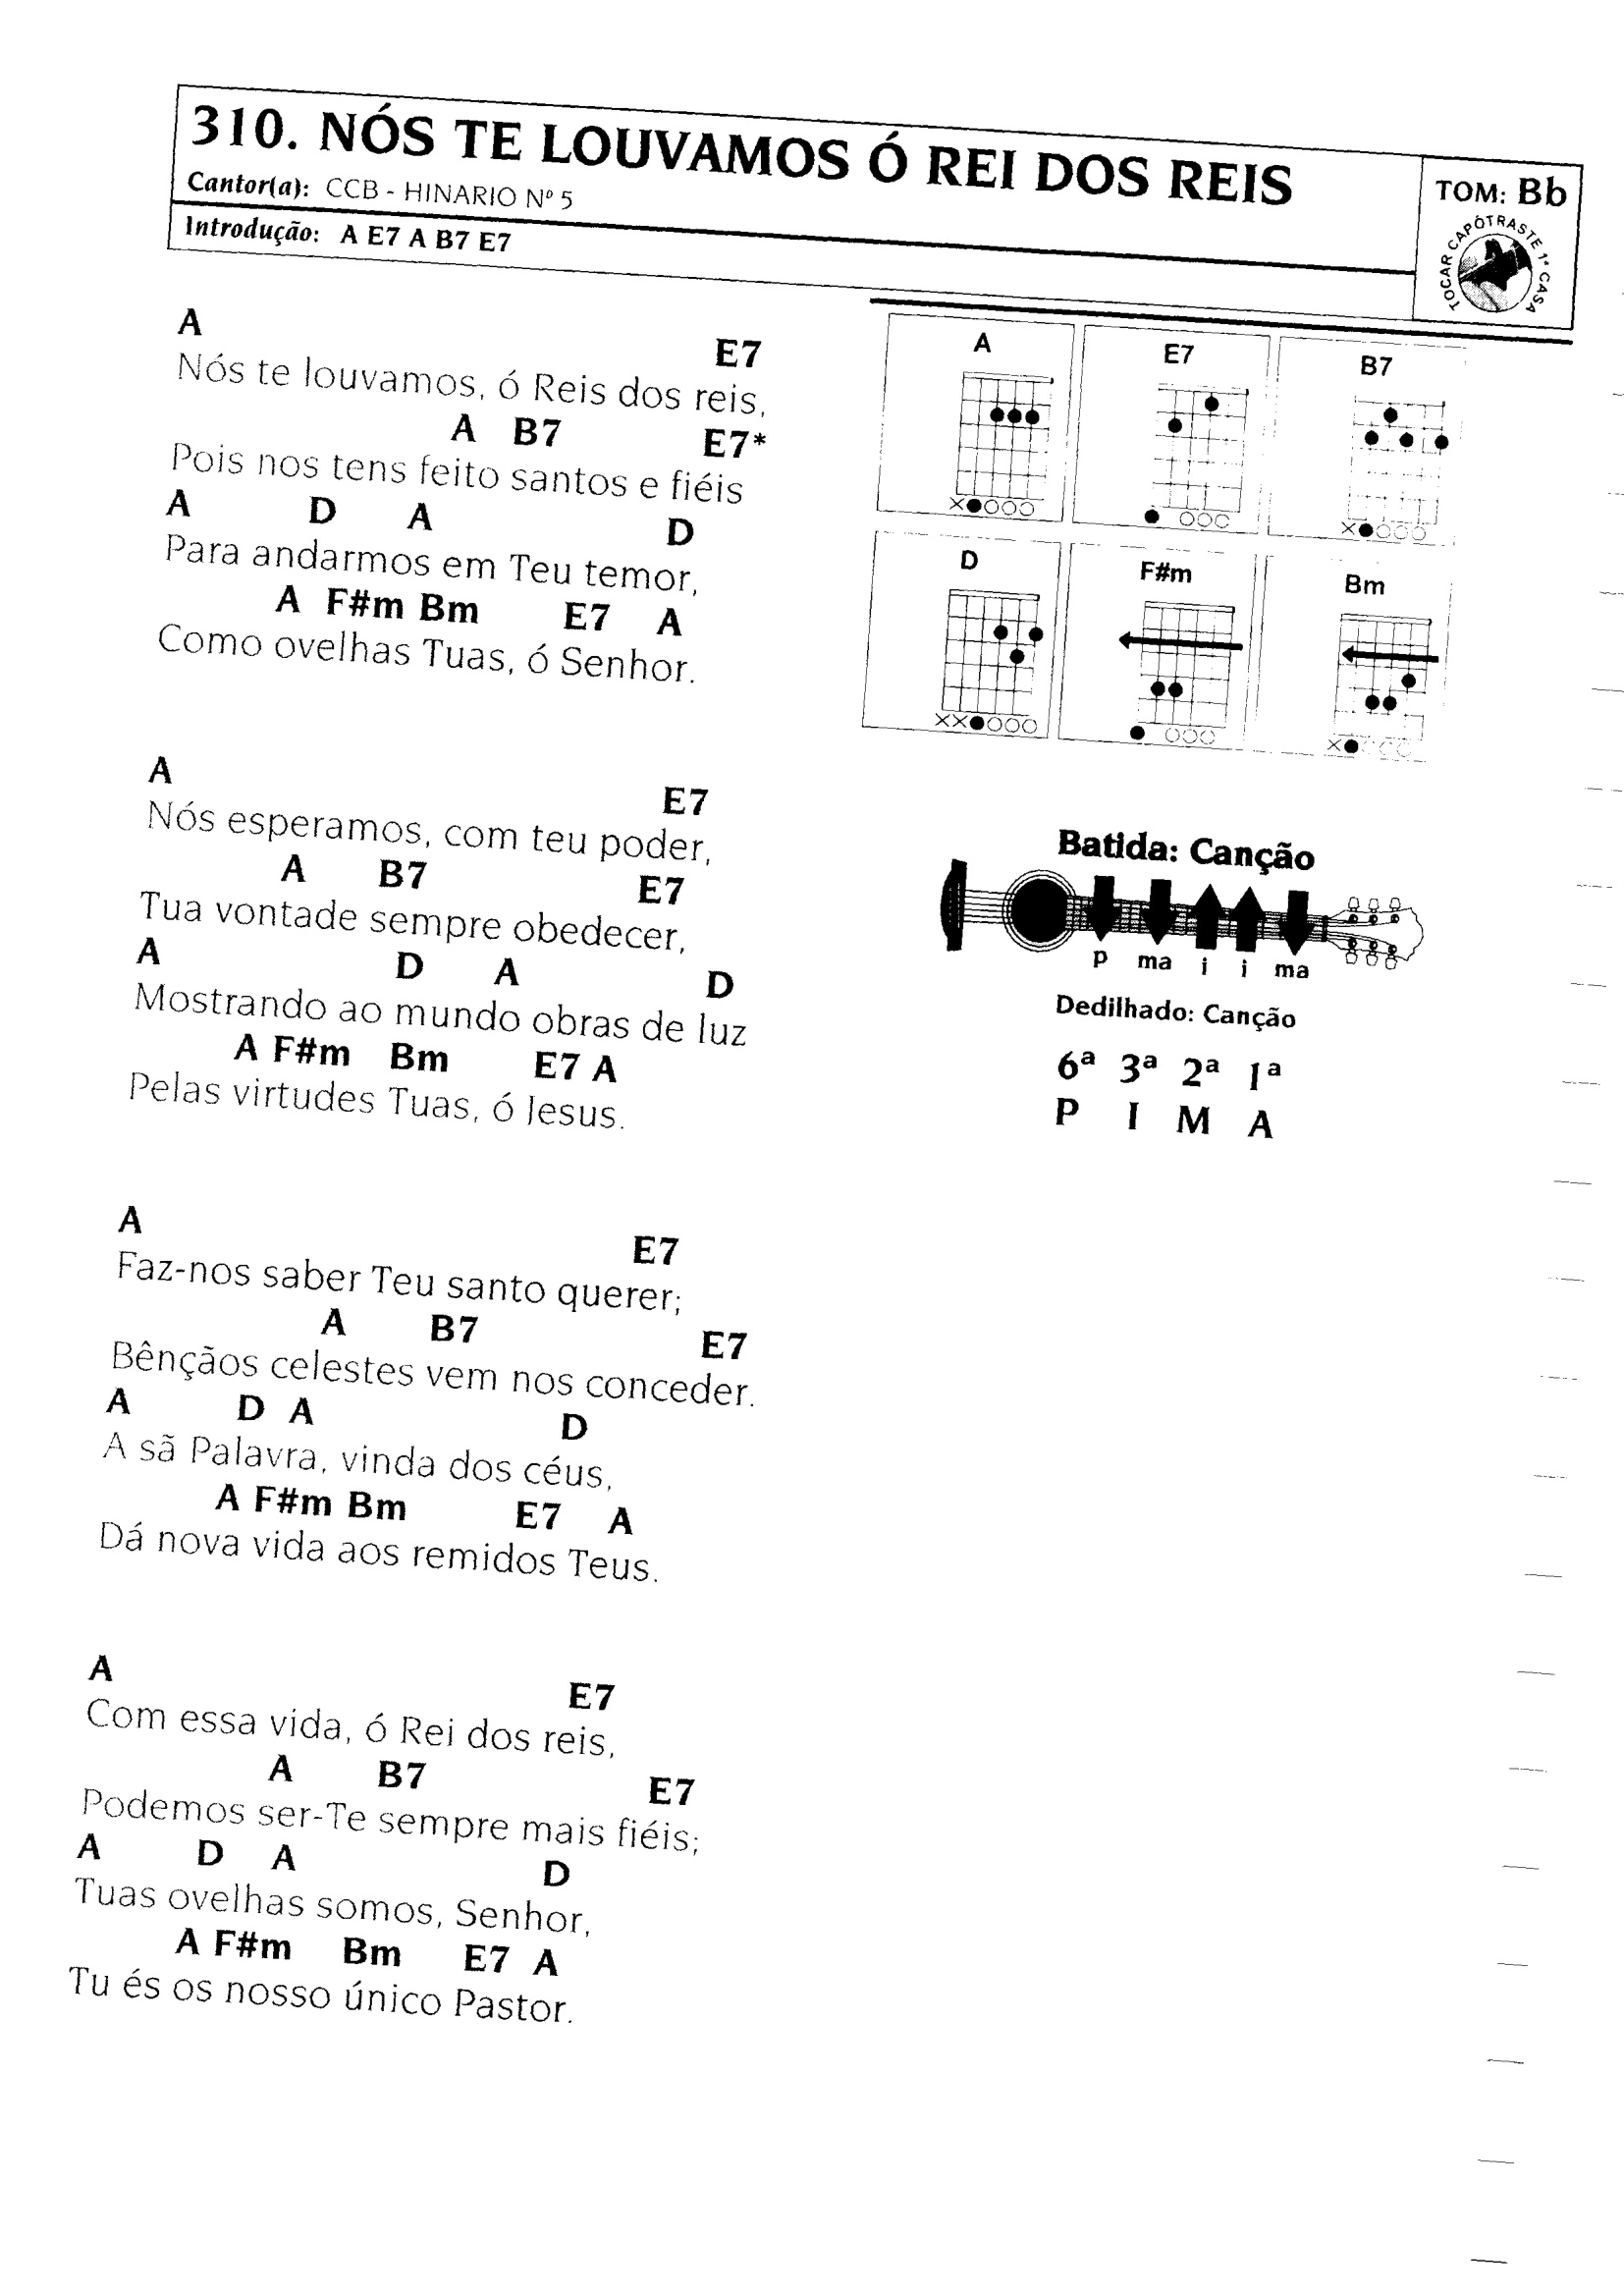 310. NÓS TE LOUVAMOS Ó REI DOS REIS
Cantor(a): CCB - HINARIO Nº 5
Introdução: A E7 A B7 E7
TOM: Bb
TOCAR CAPÓTRASTE 1ª CASA
A E7
Nós te louvamos, ó Reis dos reis,
A B7 E7*
Pois nos tens feito santos e fiéis
A D A D
Para andarmos em Teu temor,
A F#m Bm E7 A
Como ovelhas Tuas, ó Senhor.
A E7
Nós esperamos, com teu poder,
A B7 E7
Tua vontade sempre obedecer,
A D A D
Mostrando ao mundo obras de luz
A F#m Bm E7 A
Pelas virtudes Tuas, ó Jesus.
A E7
Faz-nos saber Teu santo querer;
A B7 E7
Bênçãos celestes vem nos conceder.
A D A D
A sã Palavra, vinda dos céus,
A F#m Bm E7 A
Dá nova vida aos remidos Teus.
A E7
Com essa vida, ó Rei dos reis,
A B7 E7
Podemos ser-Te sempre mais fiéis;
A D A D
Tuas ovelhas somos, Senhor,
A F#m Bm E7 A
Tu és os nosso único Pastor.
A E7 B7
D F#m Bm
Batida: Canção
p ma i i ma
Dedilhado: Canção
6ª 3ª 2ª 1ª
P I M A